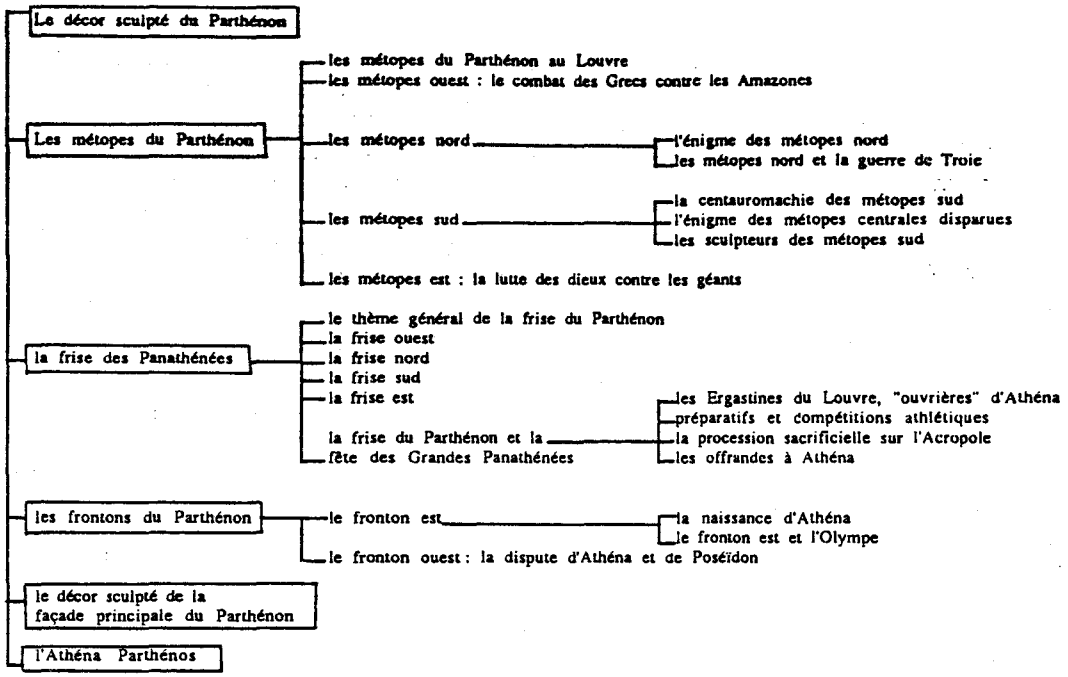 Le décor sculpté du Parthénon
les métopes du Parthénon au Louvre
les métopes ouest : le combat des Grecs contre les Amazones
Les métopes du Parthénon
les métopes nord
l'énigme des métopes nord
les métopes nord et la guerre de Troie
les métopes sud
la centauromachie des métopes sud
l'énigme des métopes centrales disparues
les sculpteurs des métopes sud
les métopes est : la lutte des dieux contre les géants
la frise des Panathénées
le thème général de la frise du Parthénon
la frise ouest
la frise nord
la frise sud
la frise est
la frise du Parthénon et la
fête des Grandes Panathénées
les Ergastines du Louvre, "ouvrières" d'Athéna
préparatifs et compétitions athlétiques
la procession sacrificielle sur l'Acropole
les offrandes à Athéna
les frontons du Parthénon
le fronton est
la naissance d'Athéna
le fronton est et l'Olympe
le fronton ouest : la dispute d'Athéna et de Poséïdon
le décor sculpté de la
façade principale du Parthénon
l'Athéna Parthénos